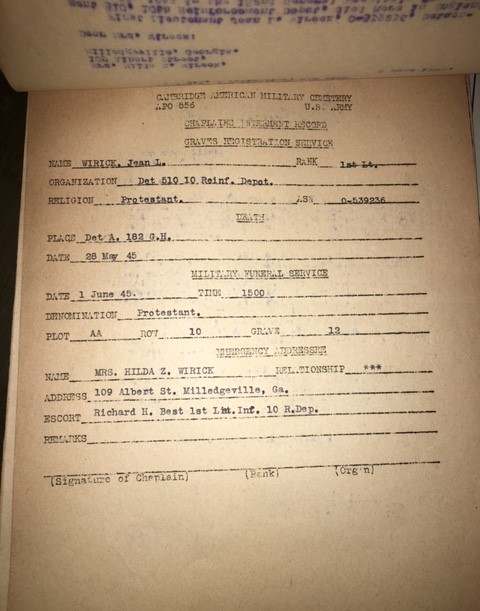 CAMBRIDGE AMERICAN MILITARY CEMETERY
APO 556 U.S. ARMY
CHAPLAINS INTERMENT RECORD
GRAVES REGISTRATION SERVICE
NAME WIRICK, Jean L. RANK 1st Lt.
ORGANIZATION Det 510 10 Reinf. Depot.
RELIGION Protestant. ASN O-539236
DEATH
PLACE Det A. 182 G.H.
DATE 28 May 45
MILITARY FUNERAL SERVICE
DATE 1 June 45. TIME 1500
DENOMINATION Protestant.
PLOT AA ROW 10 GRAVE 12
EMERGENCY ADDRESSEE
NAME MRS. HILDA Z. WIRICK RELATIONSHIP ***
ADDRESS 109 Albert St. Milledgeville, Ga.
ESCORT Richard H. Best 1st Inf. 10 R.Dep.
REMARKS
(Signature of Chaplain) (Rank) (Orgn)